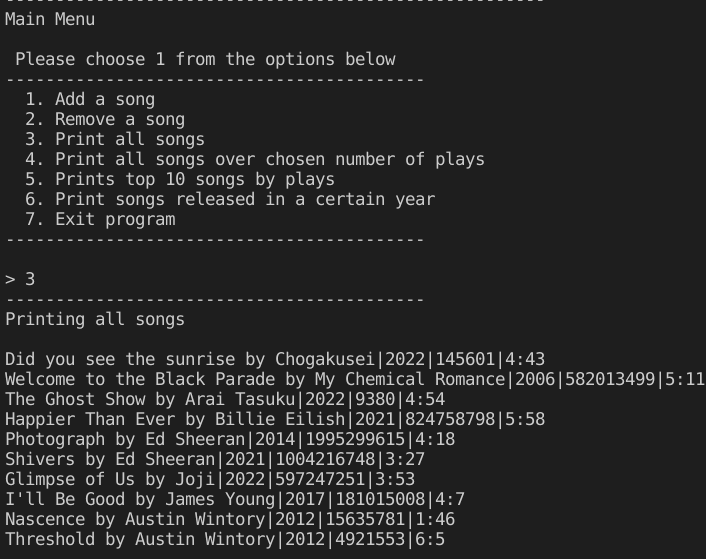 -----------------------------------------------------
Main Menu
Please choose 1 from the options below
------------------------------------------
1. Add a song
2. Remove a song
3. Print all songs
4. Print all songs over chosen number of plays
5. Prints top 10 songs by plays
6. Print songs released in a certain year
7. Exit program
------------------------------------------
> 3
------------------------------------------
Printing all songs
Did you see the sunrise by Chogakusei|2022|145601|4:43
Welcome to the Black Parade by My Chemical Romance|2006|582013499|5:11
The Ghost Show by Arai Tasuku|2022|9380|4:54
Happier Than Ever by Billie Eilish|2021|824758798|5:58
Photograph by Ed Sheeran|2014|1995299615|4:18
Shivers by Ed Sheeran|2021|1004216748|3:27
Glimpse of Us by Joji|2022|597247251|3:53
I'll Be Good by James Young|2017|181015008|4:7
Nascence by Austin Wintory|2012|15635781|1:46
Threshold by Austin Wintory|2012|4921553|6:5